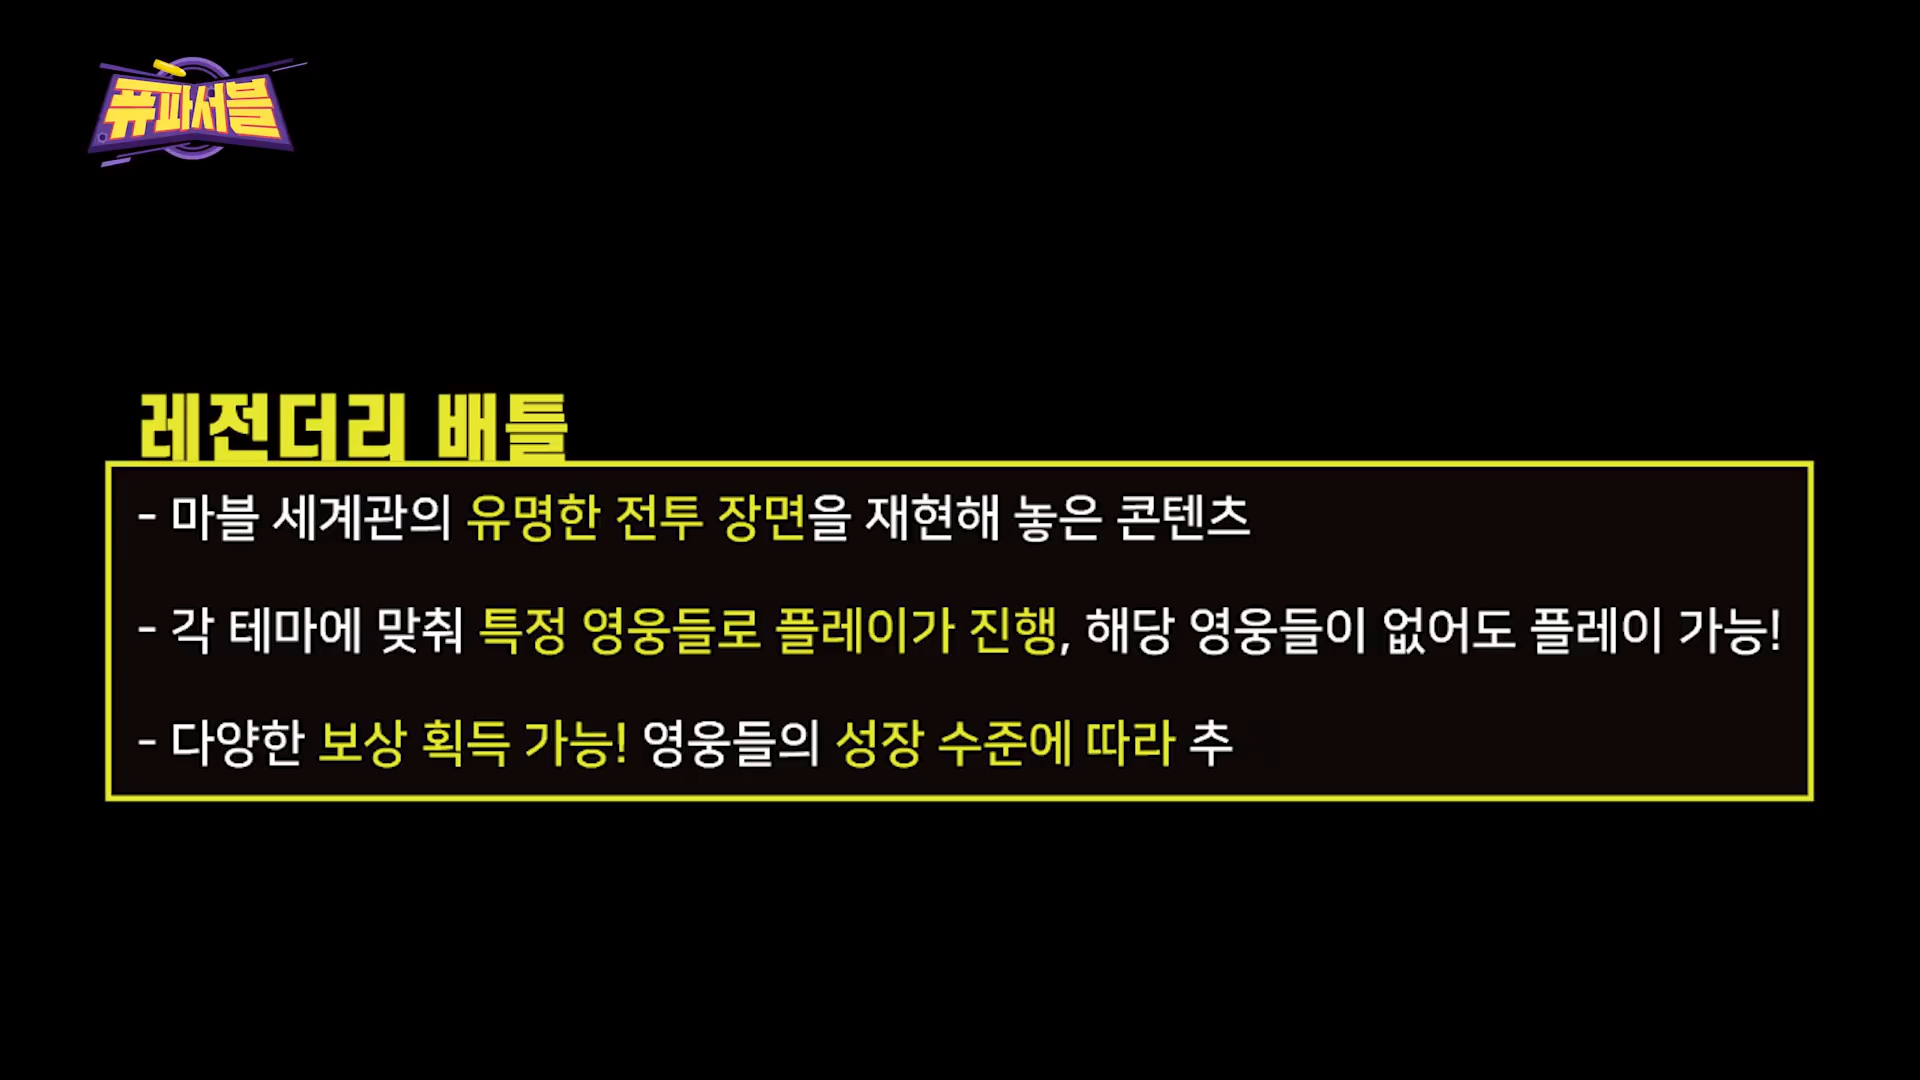 퓨파서블
레전더리 배틀
- 마블 세계관의 유명한 전투 장면을 재현해 놓은 콘텐츠
- 각 테마에 맞춰 특정 영웅들로 플레이가 진행, 해당 영웅들이 없어도 플레이 가능!
- 다양한 보상 획득 가능! 영웅들의 성장 수준에 따라 추